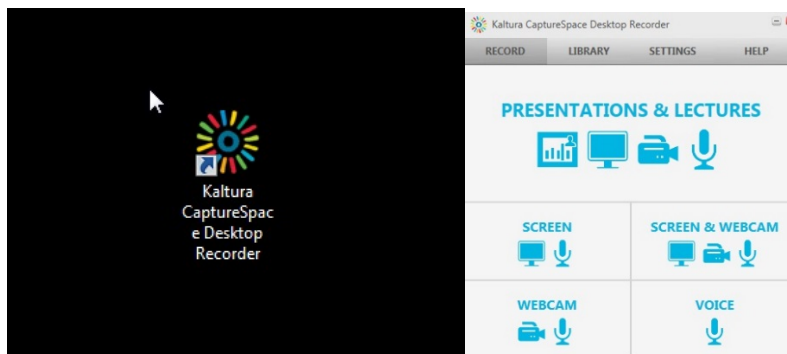 Kaltura
CaptureSpac
e Desktop
Recorder
Kaltura CaptureSpace Desktop Recorder
RECORD LIBRARY SETTINGS HELP
PRESENTATIONS & LECTURES
SCREEN
SCREEN & WEBCAM
WEBCAM
VOICE